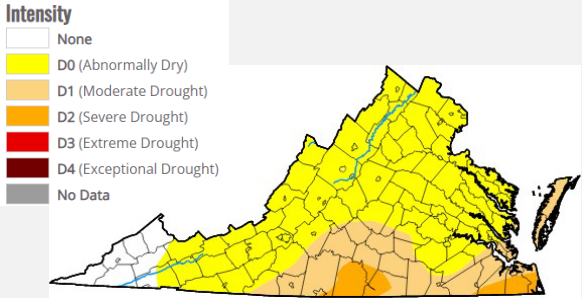 Intensity
None
D0 (Abnormally Dry)
D1 (Moderate Drought)
D2 (Severe Drought)
D3 (Extreme Drought)
D4 (Exceptional Drought)
No Data